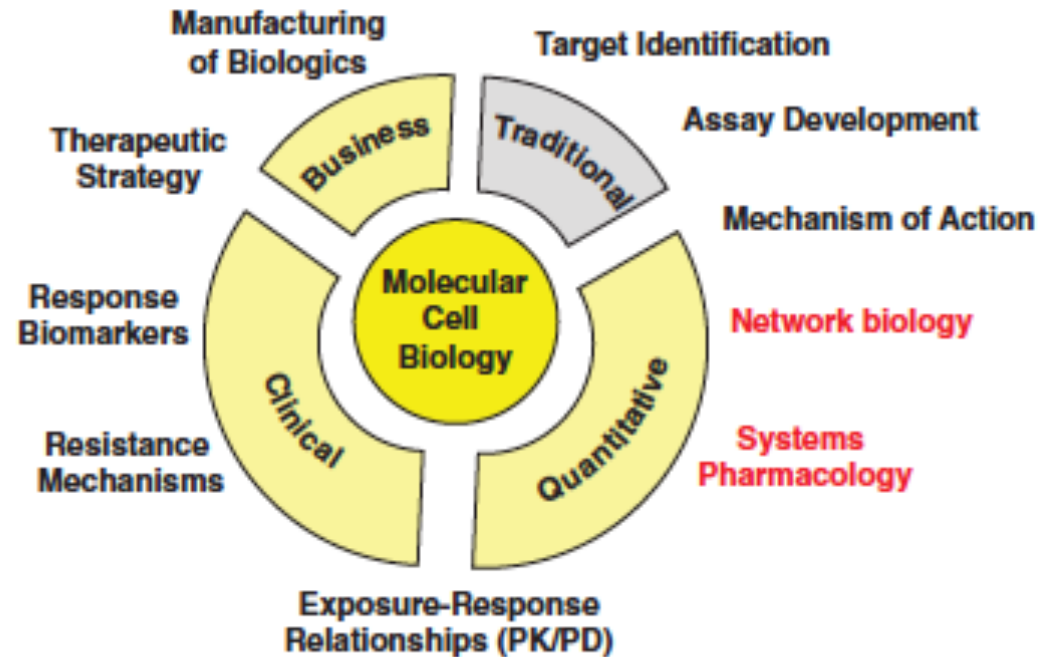 Manufacturing
of Biologics
Target Identification
Therapeutic
Strategy
Business
Traditional
Assay Development
Mechanism of Action
Molecular
Cell
Biology
Response
Biomarkers
Network biology
Clinical
Quantitative
Resistance
Mechanisms
Systems
Pharmacology
Exposure-Response
Relationships (PK/PD)